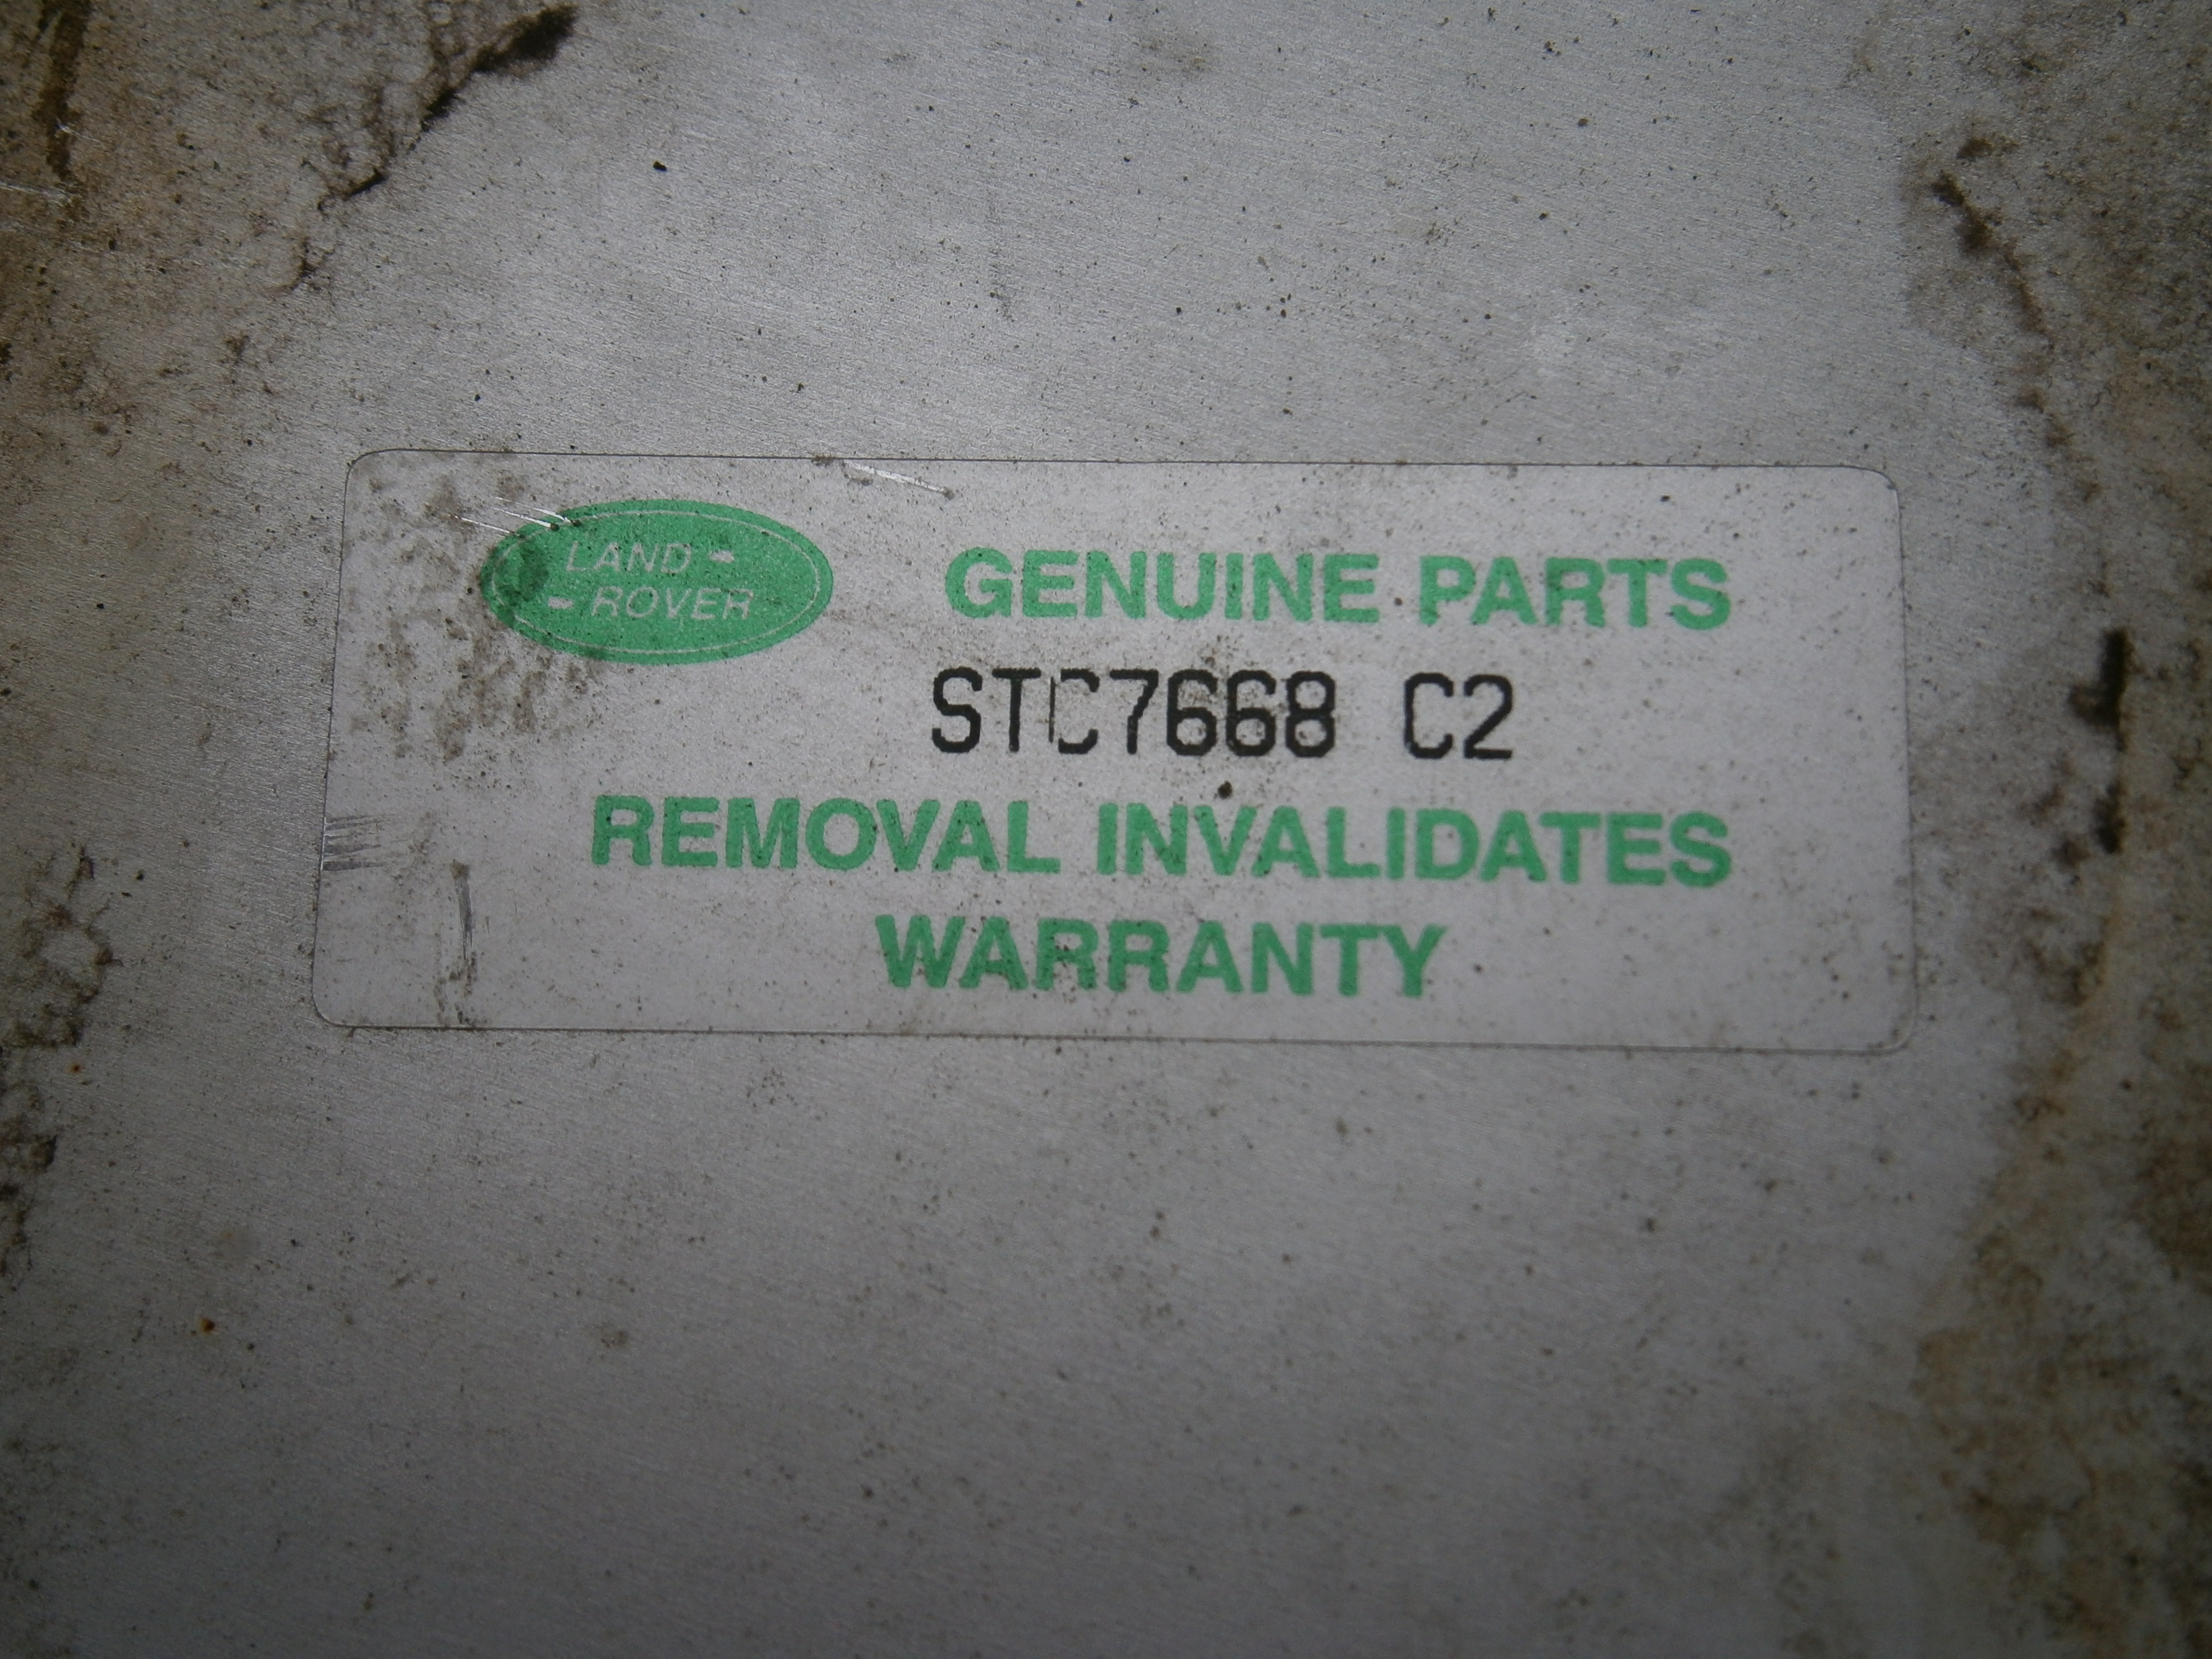 LAND-
-ROVER
GENUINE PARTS
STC7668 C2
REMOVAL INVALIDATES
WARRANTY